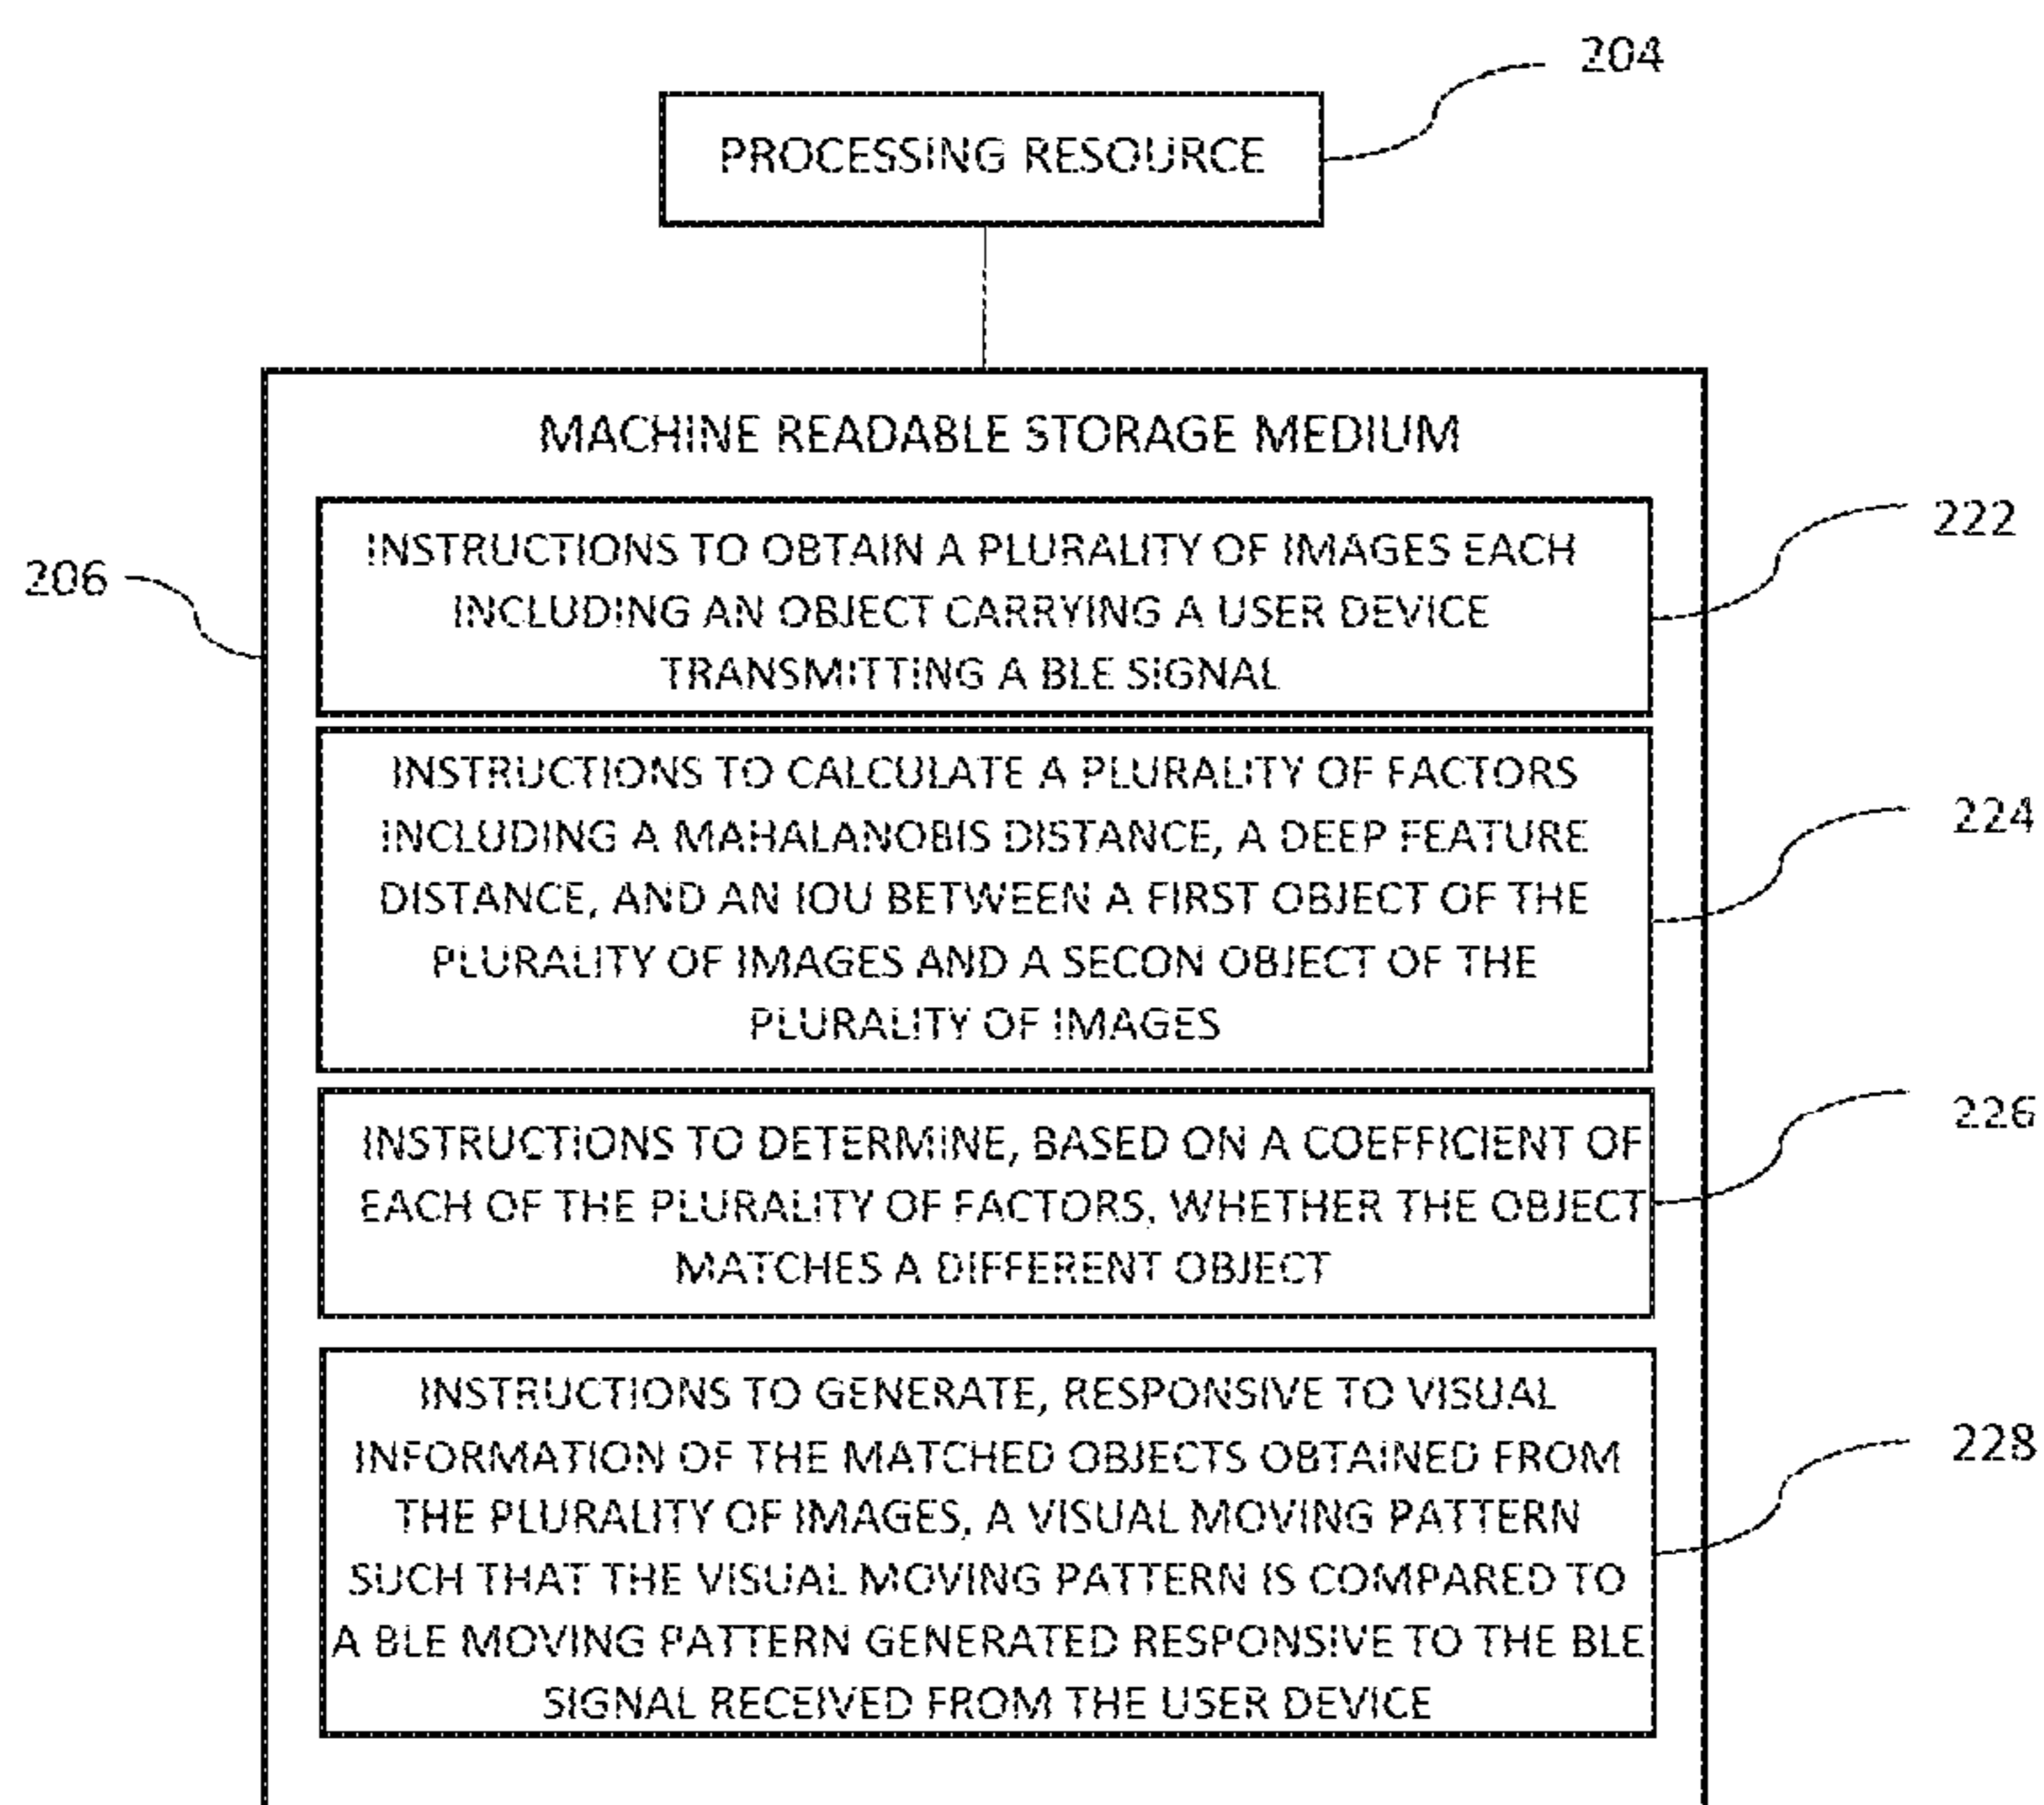 204
PROCESSING RESOURCE
MACHINE READABLE STORAGE MEDIUM
206
222
INSTRUCTIONS TO OBTAIN A PLURALITY OF IMAGES EACH
INCLUDING AN OBJECT CARRYING A USER DEVICE
TRANSMITTING A BLE SIGNAL
224
INSTRUCTIONS TO CALCULATE A PLURALITY OF FACTORS
INCLUDING A MAHALANOBIS DISTANCE, A DEEP FEATURE
DISTANCE, AND AN IOU BETWEEN A FIRST OBJECT OF THE
PLURALITY OF IMAGES AND A SECON OBJECT OF THE
PLURALITY OF IMAGES
226
INSTRUCTIONS TO DETERMINE, BASED ON A COEFFICIENT OF
EACH OF THE PLURALITY OF FACTORS, WHETHER THE OBJECT
MATCHES A DIFFERENT OBJECT
228
INSTRUCTIONS TO GENERATE, RESPONSIVE TO VISUAL
INFORMATION OF THE MATCHED OBJECTS OBTAINED FROM
THE PLURALITY OF IMAGES, A VISUAL MOVING PATTERN
SUCH THAT THE VISUAL MOVING PATTERN IS COMPARED TO
A BLE MOVING PATTERN GENERATED RESPONSIVE TO THE BLE
SIGNAL RECEIVED FROM THE USER DEVICE